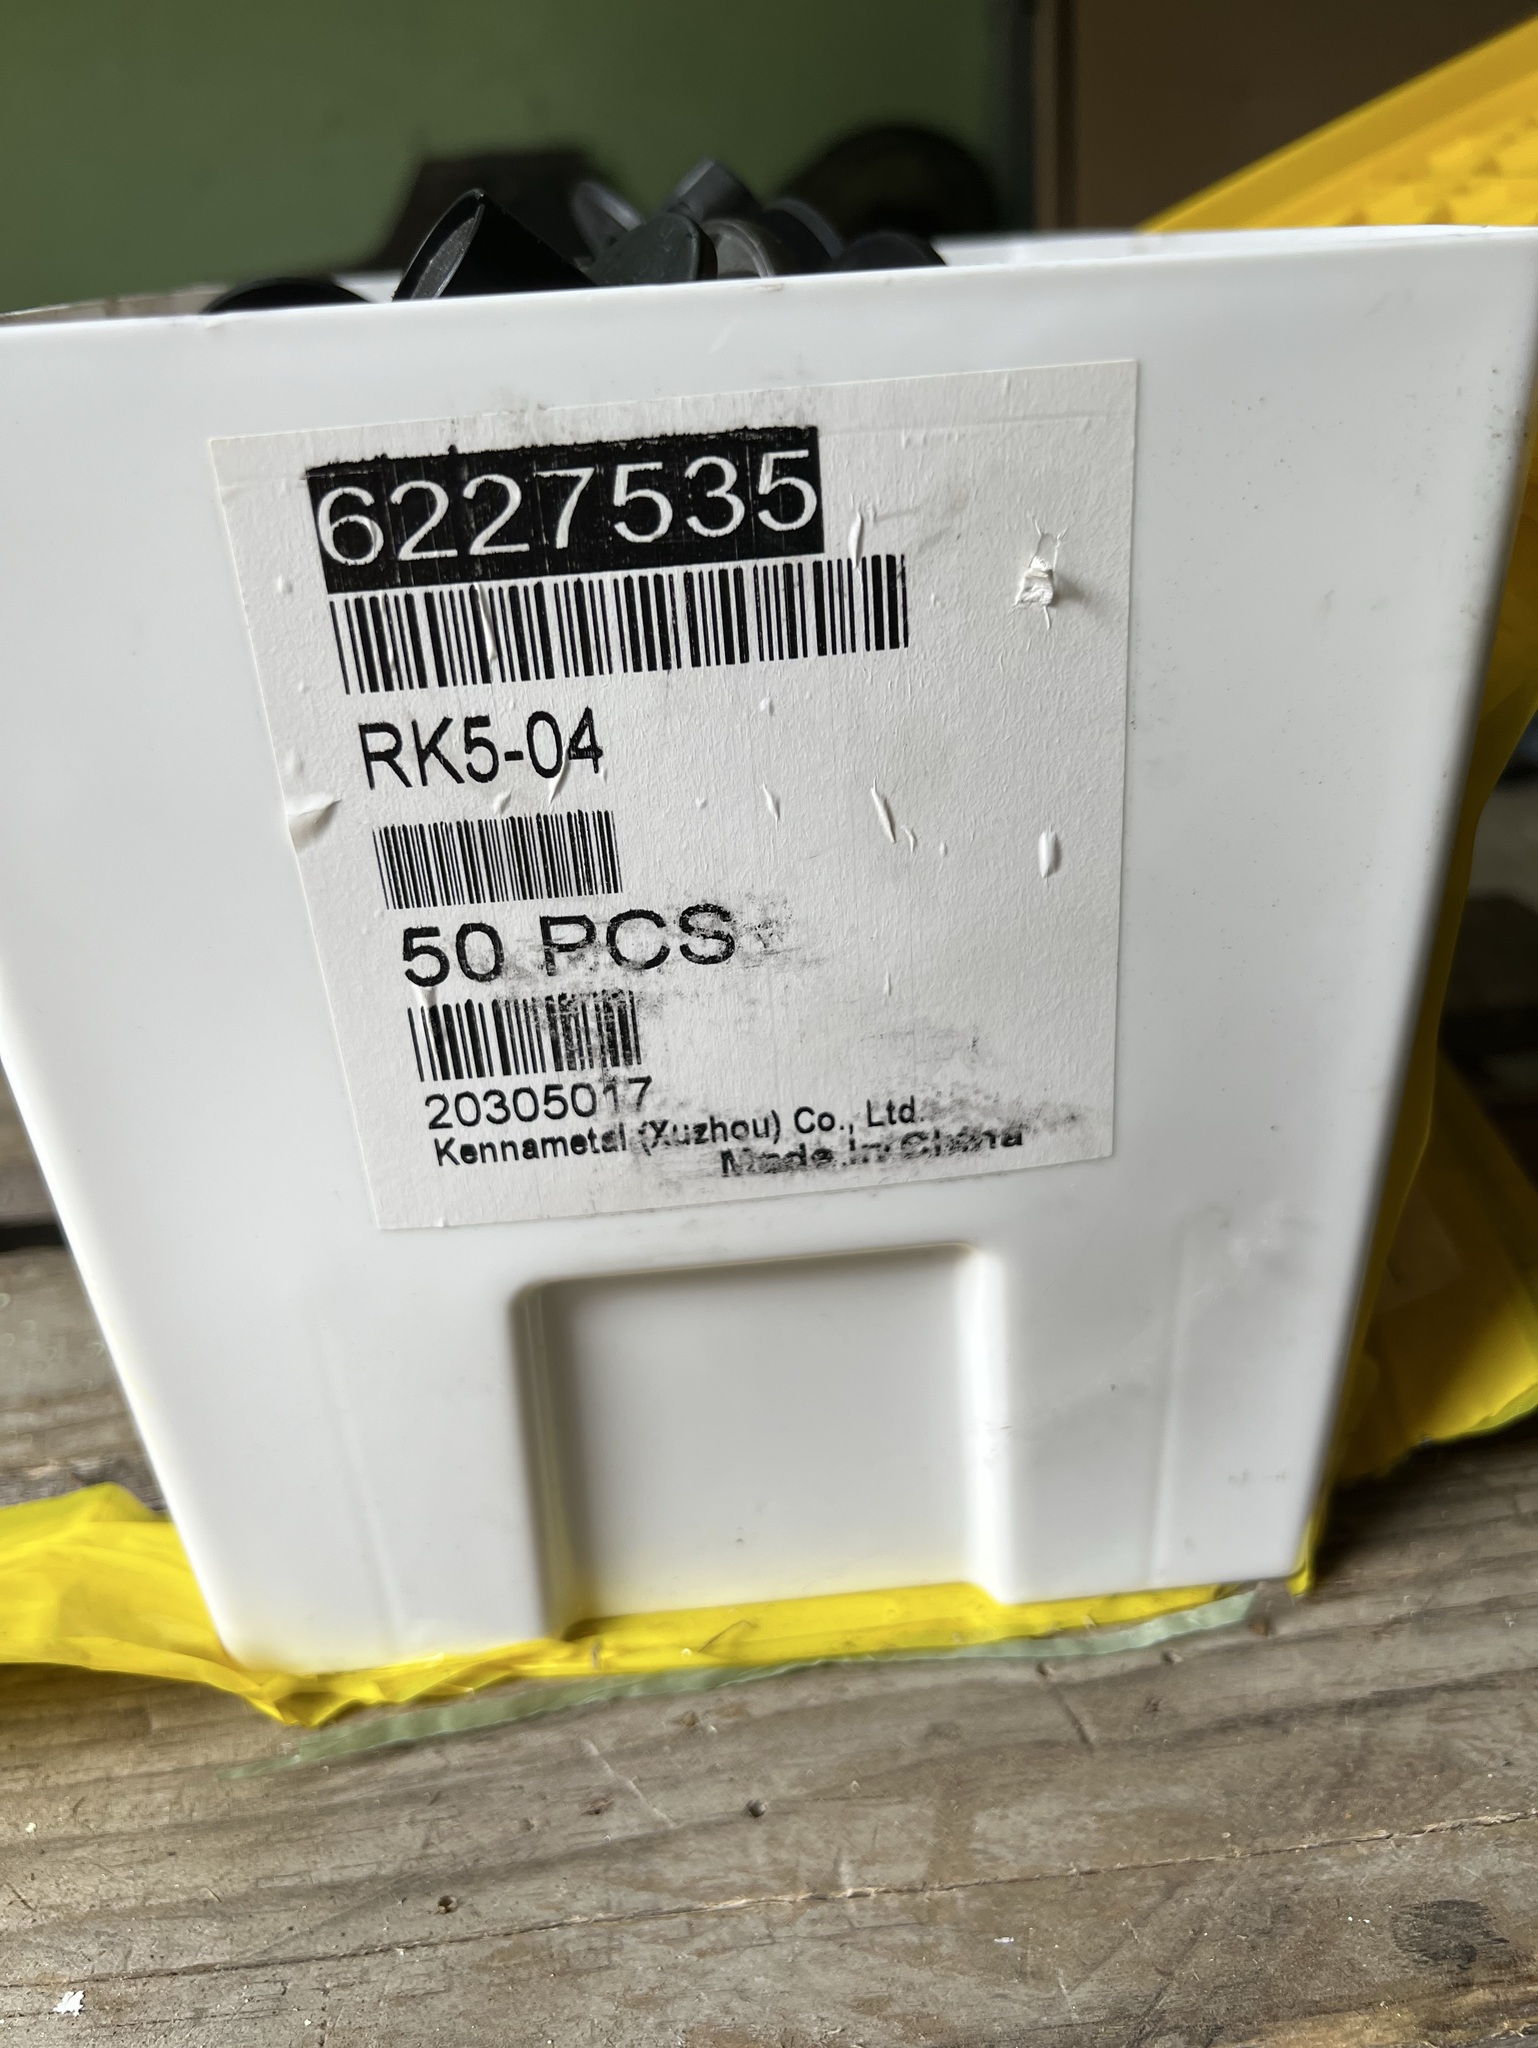 6227535
RK5-04
50 PCS
20305017
Kennametal (Xuzhou) Co., Ltd.
Made in China